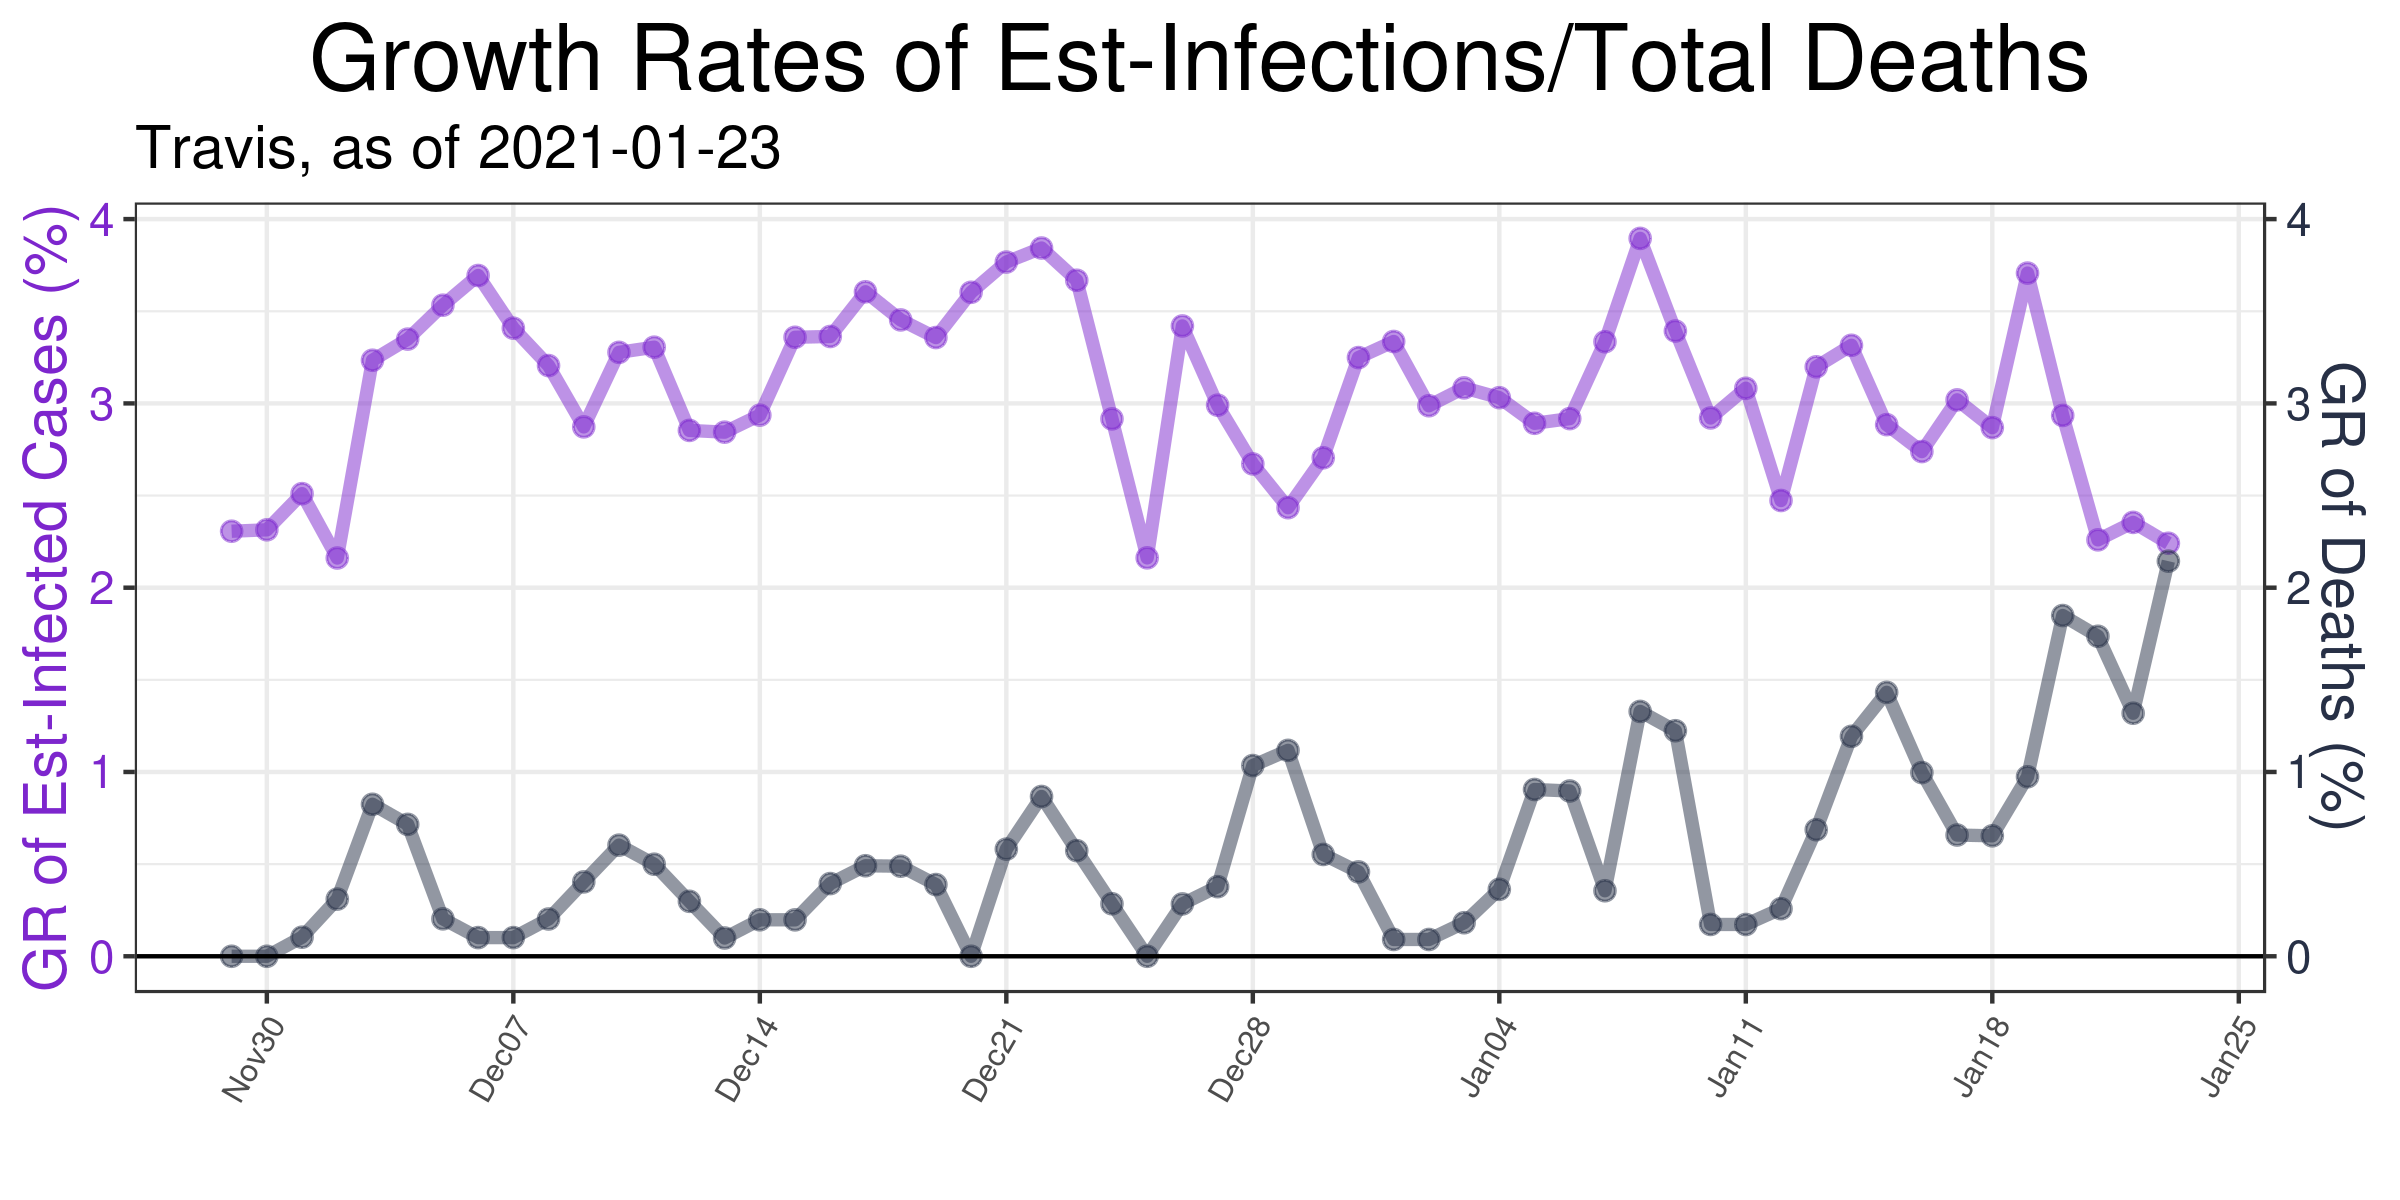 Growth Rates of Est-Infections/Total Deaths
Travis, as of 2021-01-23
GR of Est-Infected Cases (%)
4
3
2
1
0
4
3
2
1
0
GR of Deaths (%)
Nov30
Dec07
Dec14
Dec21
Dec28
Jan04
Jan11
Jan18
Jan25